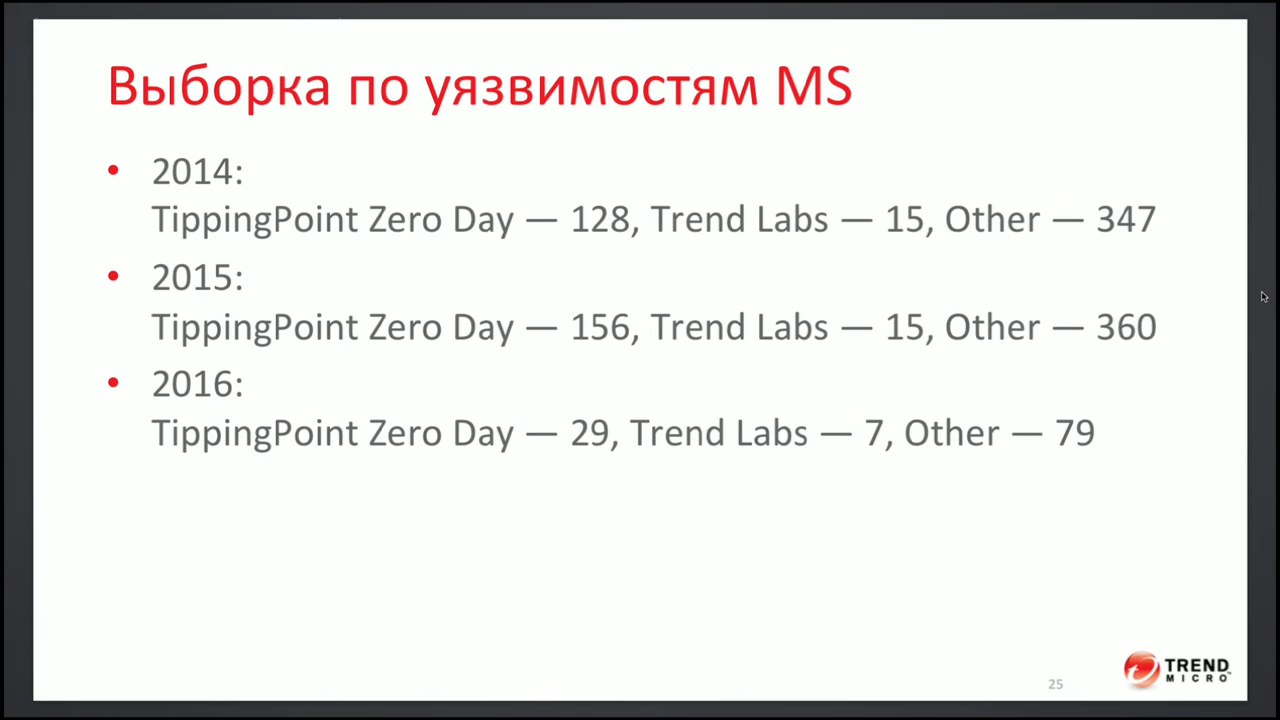 Выборка по уязвимостям MS
• 2014:
TippingPoint Zero Day — 128, Trend Labs — 15, Other — 347
• 2015:
TippingPoint Zero Day — 156, Trend Labs — 15, Other — 360
• 2016:
TippingPoint Zero Day — 29, Trend Labs — 7, Other — 79
25
TREND
MICRO